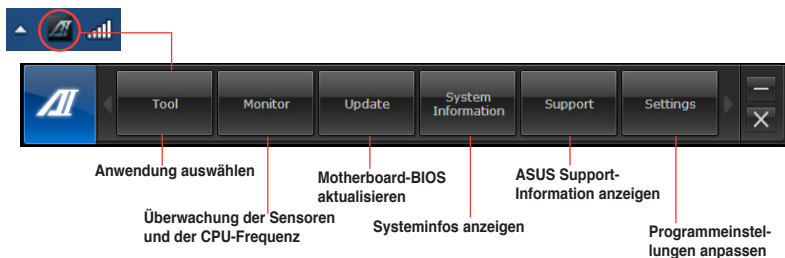 Tool
Monitor
Update
System
Information
Support
Settings
Anwendung auswählen
Motherboard-BIOS
aktualisieren
ASUS Support-
Information anzeigen
Überwachung der Sensoren
und der CPU-Frequenz
Systeminfos anzeigen
Programmeinstel-
lungen anpassen